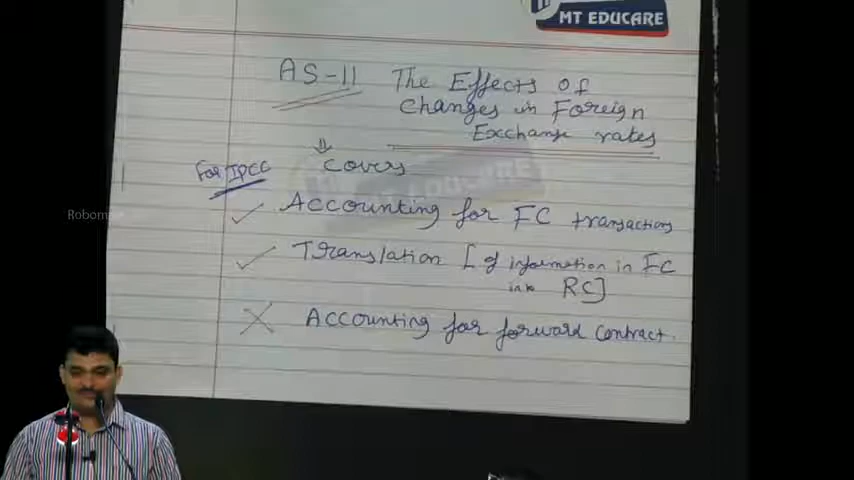 MT EDUCARE
AS-11 The Effects of
Changes in Foreign
Exchange rates
⇓
For IPCC
Covers
✓ Accounting for FC transactions
✓ Translation [of information in FC
into RC]
✗ Accounting for forward contract.